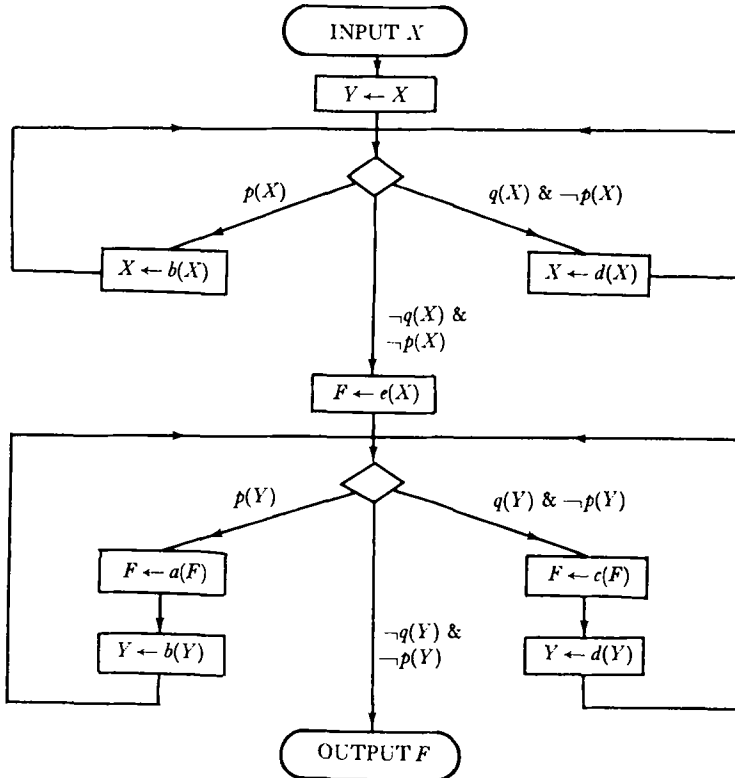 INPUT X
Y ← X
p(X)
q(X) & ¬p(X)
X ← b(X)
X ← d(X)
¬q(X) &
¬p(X)
F ← e(X)
p(Y)
q(Y) & ¬p(Y)
F ← a(F)
F ← c(F)
¬q(Y) &
¬p(Y)
Y ← b(Y)
Y ← d(Y)
OUTPUT F